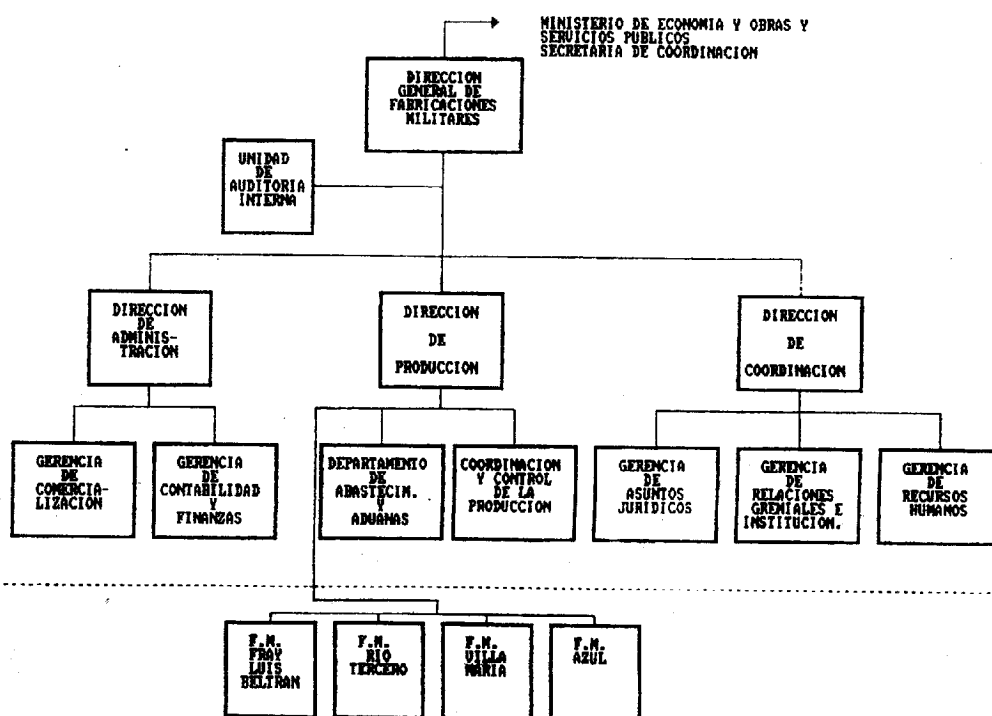 MINISTERIO DE ECONOMIA Y OBRAS Y
SERVICIOS PUBLICOS
SECRETARIA DE COORDINACION
DIRECCION
GENERAL DE
FABRICACIONES
MILITARES
UNIDAD
DE
AUDITORIA
INTERNA
DIRECCION
DE
ADMINIS-
TRACION
DIRECCION
DE
PRODUCCION
DIRECCION
DE
COORDINACION
GERENCIA
DE
COMERCIA-
LIZACION
GERENCIA
DE
CONTABILIDAD
Y
FINANZAS
DEPARTAMENTO
DE
ABASTECIM.
Y
ADUANAS
COORDINACION
Y CONTROL
DE LA
PRODUCCION
GERENCIA
DE
ASUNTOS
JURIDICOS
GERENCIA
DE
RELACIONES
GREMIALES E
INSTITUCION.
GERENCIA
DE
RECURSOS
HUMANOS
F.M.
FRAY
LUIS
BELTRAN
F.M.
RIO
TERCERO
F.M.
VILLA
MARIA
F.M.
AZUL